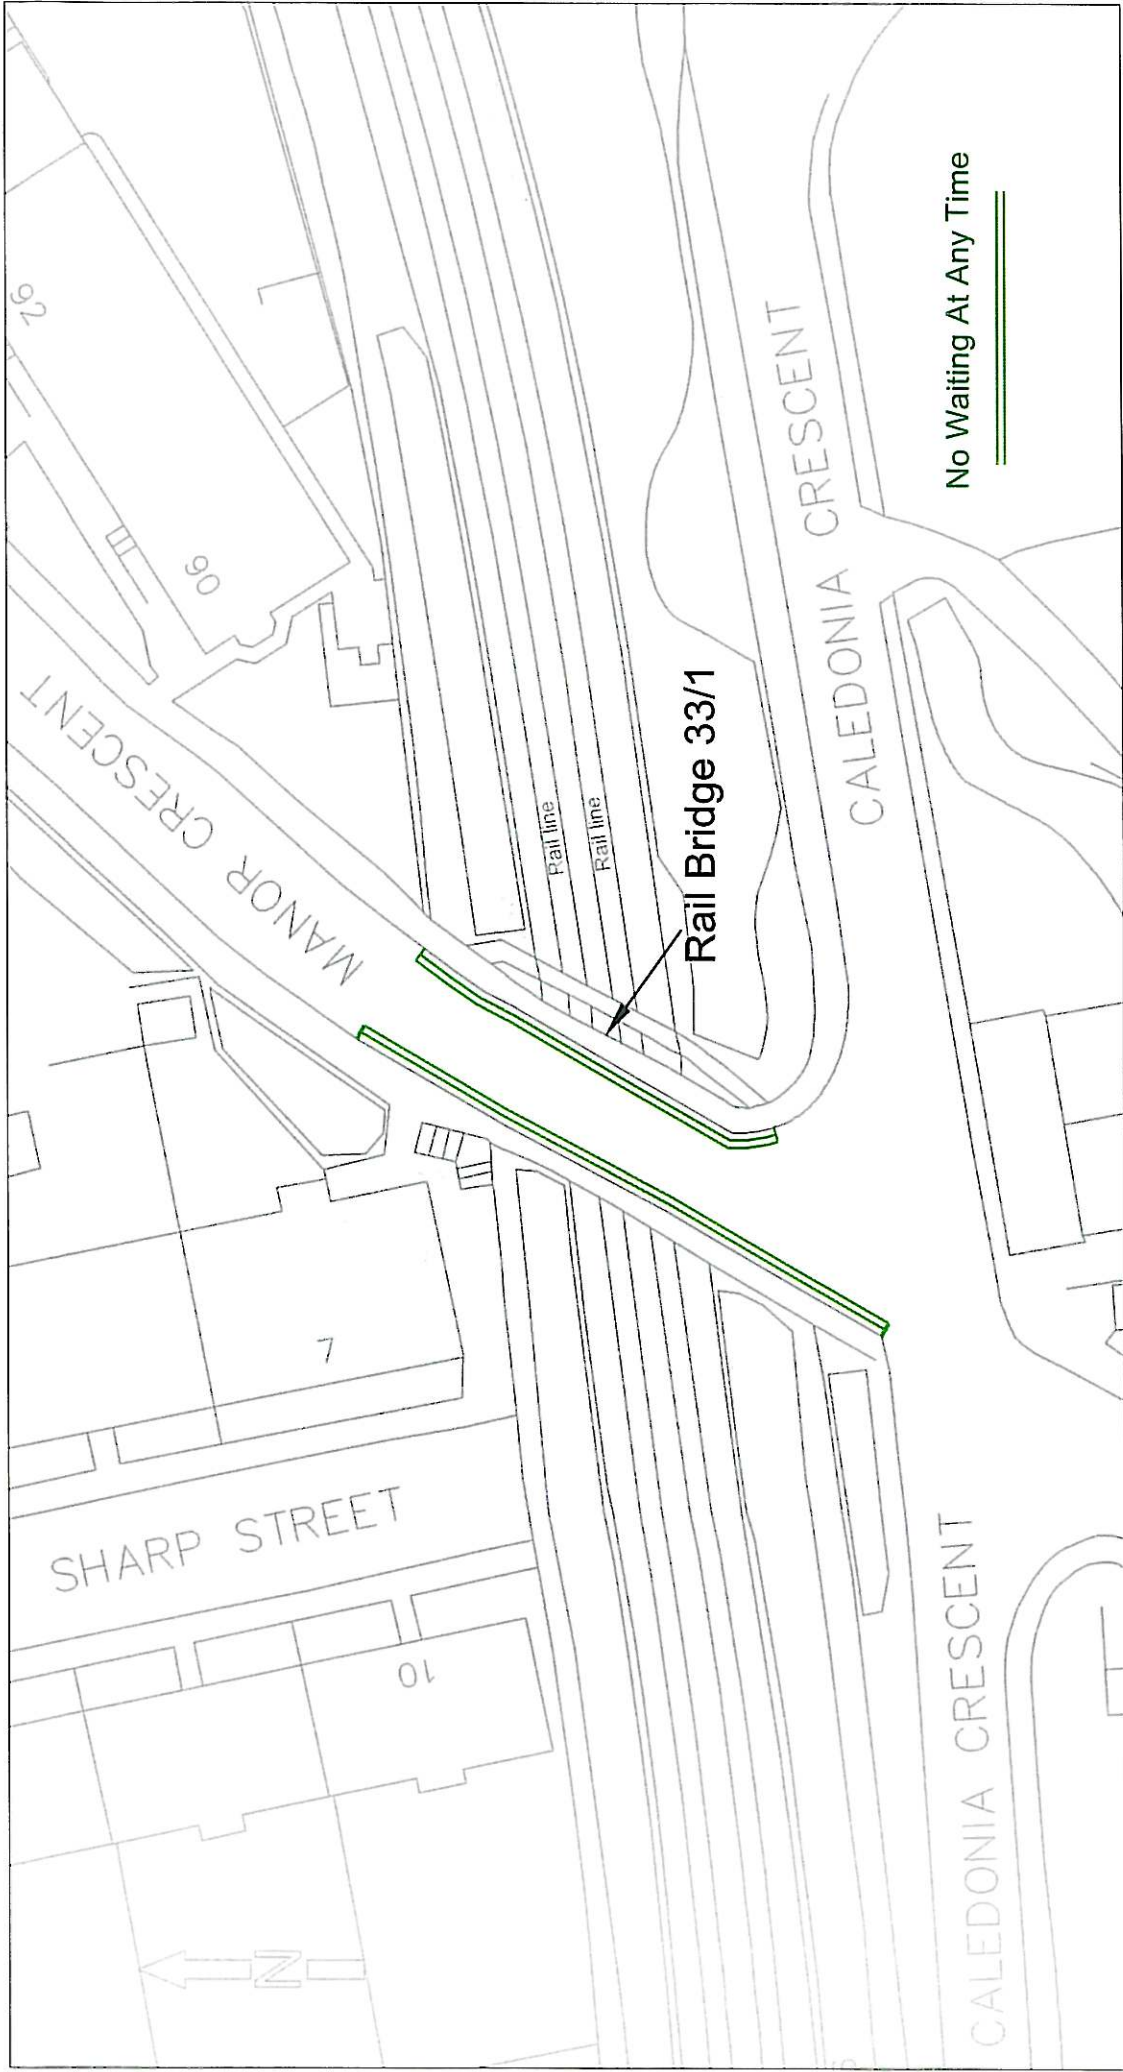 92
90
MANOR CRESCENT
7
SHARP STREET
10
N
Rail line
Rail line
Rail Bridge 33/1
CALEDONIA CRESCENT
CALEDONIA CRESCENT
No Waiting At Any Time